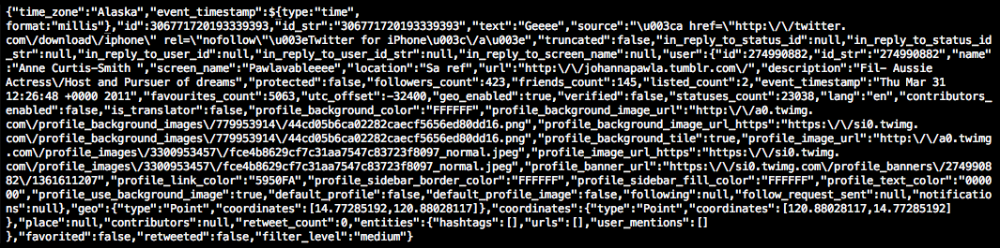 {"time_zone":"Alaska","event_timestamp":${type:"time",
format:"millis"},"id":306771720193339393,"id_str":"306771720193339393","text":"Geeee","source":"\u003ca href=\"http:\/\/twitter.
com\/download\/iphone\" rel=\"nofollow\"\u003eTwitter for iPhone\u003c\/a\u003e","truncated":false,"in_reply_to_status_id":null,"in_reply_to_status_id
_str":null,"in_reply_to_user_id":null,"in_reply_to_user_id_str":null,"in_reply_to_screen_name":null,"user":{"id":274990882,"id_str":"274990882","name"
:"Anne Curtis-Smith ","screen_name":"Pawlavableeee","location":"Sa ref","url":"http:\/\/johannapawla.tumblr.com\/","description":"Fil- Aussie
Actress\/Host and Pursuer of dreams","protected":false,"followers_count":423,"friends_count":145,"listed_count":2,"event_timestamp":"Thu Mar 31
12:26:48 +0000 2011","favourites_count":5063,"utc_offset":-32400,"geo_enabled":true,"verified":false,"statuses_count":23038,"lang":"en","contributors_
enabled":false,"is_translator":false,"profile_background_color":"FFFFFF","profile_background_image_url":"http:\/\/a0.twimg.
com\/profile_background_images\/779953914\/44cd05b6ca02282caecf5656ed80dd16.png","profile_background_image_url_https":"https:\/\/si0.twimg.
com\/profile_background_images\/779953914\/44cd05b6ca02282caecf5656ed80dd16.png","profile_background_tile":true,"profile_image_url":"http:\/\/a0.twimg
.com\/profile_images\/3300953457\/fce4b8629cf7c31aa7547c83723f8097_normal.jpeg","profile_image_url_https":"https:\/\/si0.twimg.
com\/profile_images\/3300953457\/fce4b8629cf7c31aa7547c83723f8097_normal.jpeg","profile_banner_url":"https:\/\/si0.twimg.com\/profile_banners\/2749908
82\/1361611207","profile_link_color":"5950FA","profile_sidebar_border_color":"FFFFFF","profile_sidebar_fill_color":"FFFFFF","profile_text_color":"0000
00","profile_use_background_image":true,"default_profile":false,"default_profile_image":false,"following":null,"follow_request_sent":null,"notificatio
ns":null},"geo":{"type":"Point","coordinates":[14.77285192,120.88028117]},"coordinates":{"type":"Point","coordinates":[120.88028117,14.77285192]
},"place":null,"contributors":null,"retweet_count":0,"entities":{"hashtags":[],"urls":[],"user_mentions":[]
},"favorited":false,"retweeted":false,"filter_level":"medium"}